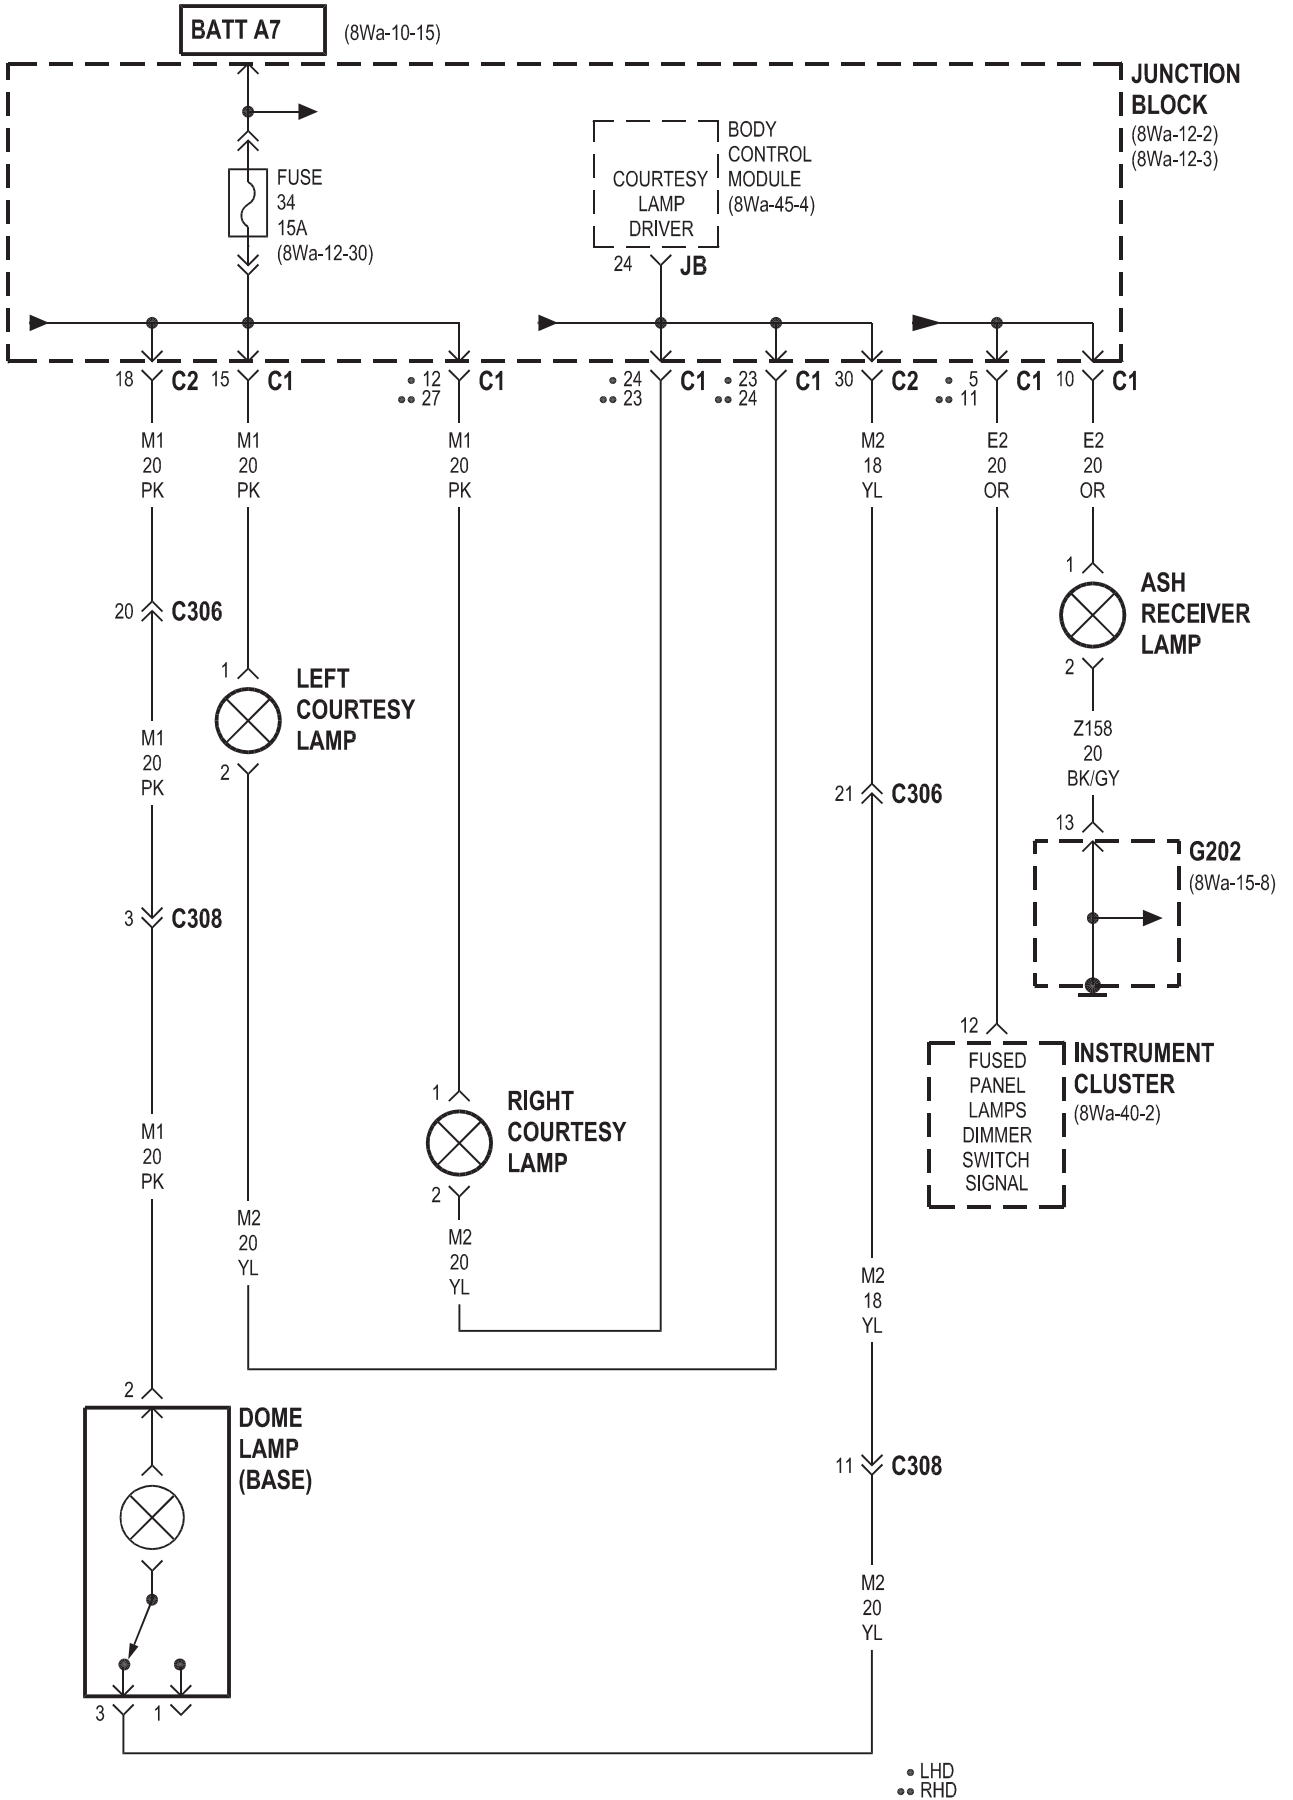 BATT A7
(8Wa-10-15)
JUNCTION
BLOCK
(8Wa-12-2)
(8Wa-12-3)
FUSE
34
15A
(8Wa-12-30)
COURTESY
LAMP
DRIVER
BODY
CONTROL
MODULE
(8Wa-45-4)
24 JB
18 C2
15 C1
• 12 C1
•• 27
• 24 C1
•• 23
• 23 C1
•• 24
30 C2
• 5 C1
•• 11
10 C1
M1
20
PK
M1
20
PK
M1
20
PK
M2
18
YL
E2
20
OR
E2
20
OR
1
ASH
RECEIVER
LAMP
2
20 C306
1
LEFT
COURTESY
LAMP
2
M1
20
PK
Z158
20
BK/GY
21 C306
13
G202
(8Wa-15-8)
3 C308
12
FUSED
PANEL
LAMPS
DIMMER
SWITCH
SIGNAL
INSTRUMENT
CLUSTER
(8Wa-40-2)
1
RIGHT
COURTESY
LAMP
2
M1
20
PK
M2
20
YL
M2
20
YL
M2
18
YL
2
DOME
LAMP
(BASE)
11 C308
M2
20
YL
3
1
• LHD
•• RHD